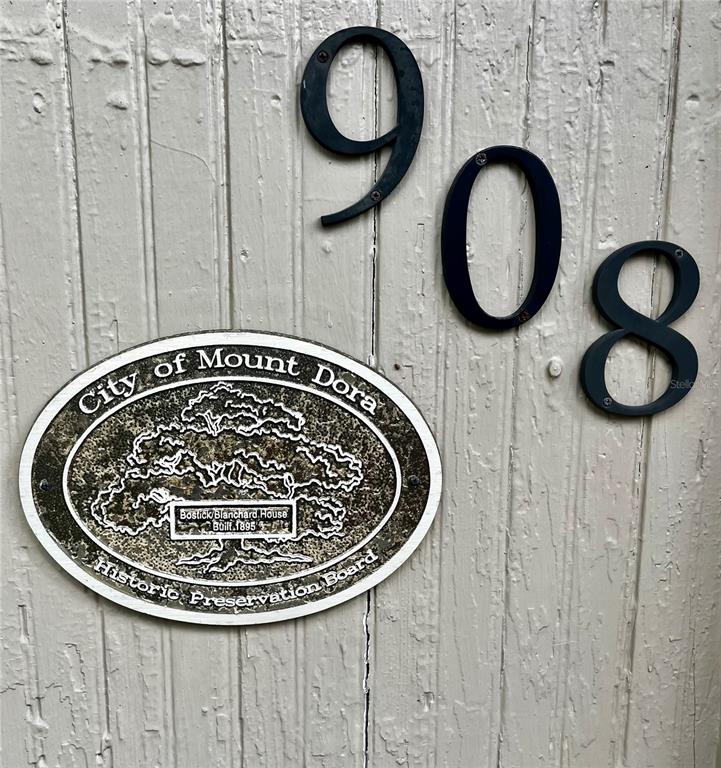 908
City of Mount Dora
Bostick/Blanchard House
Built 1895
Historic Preservation Board